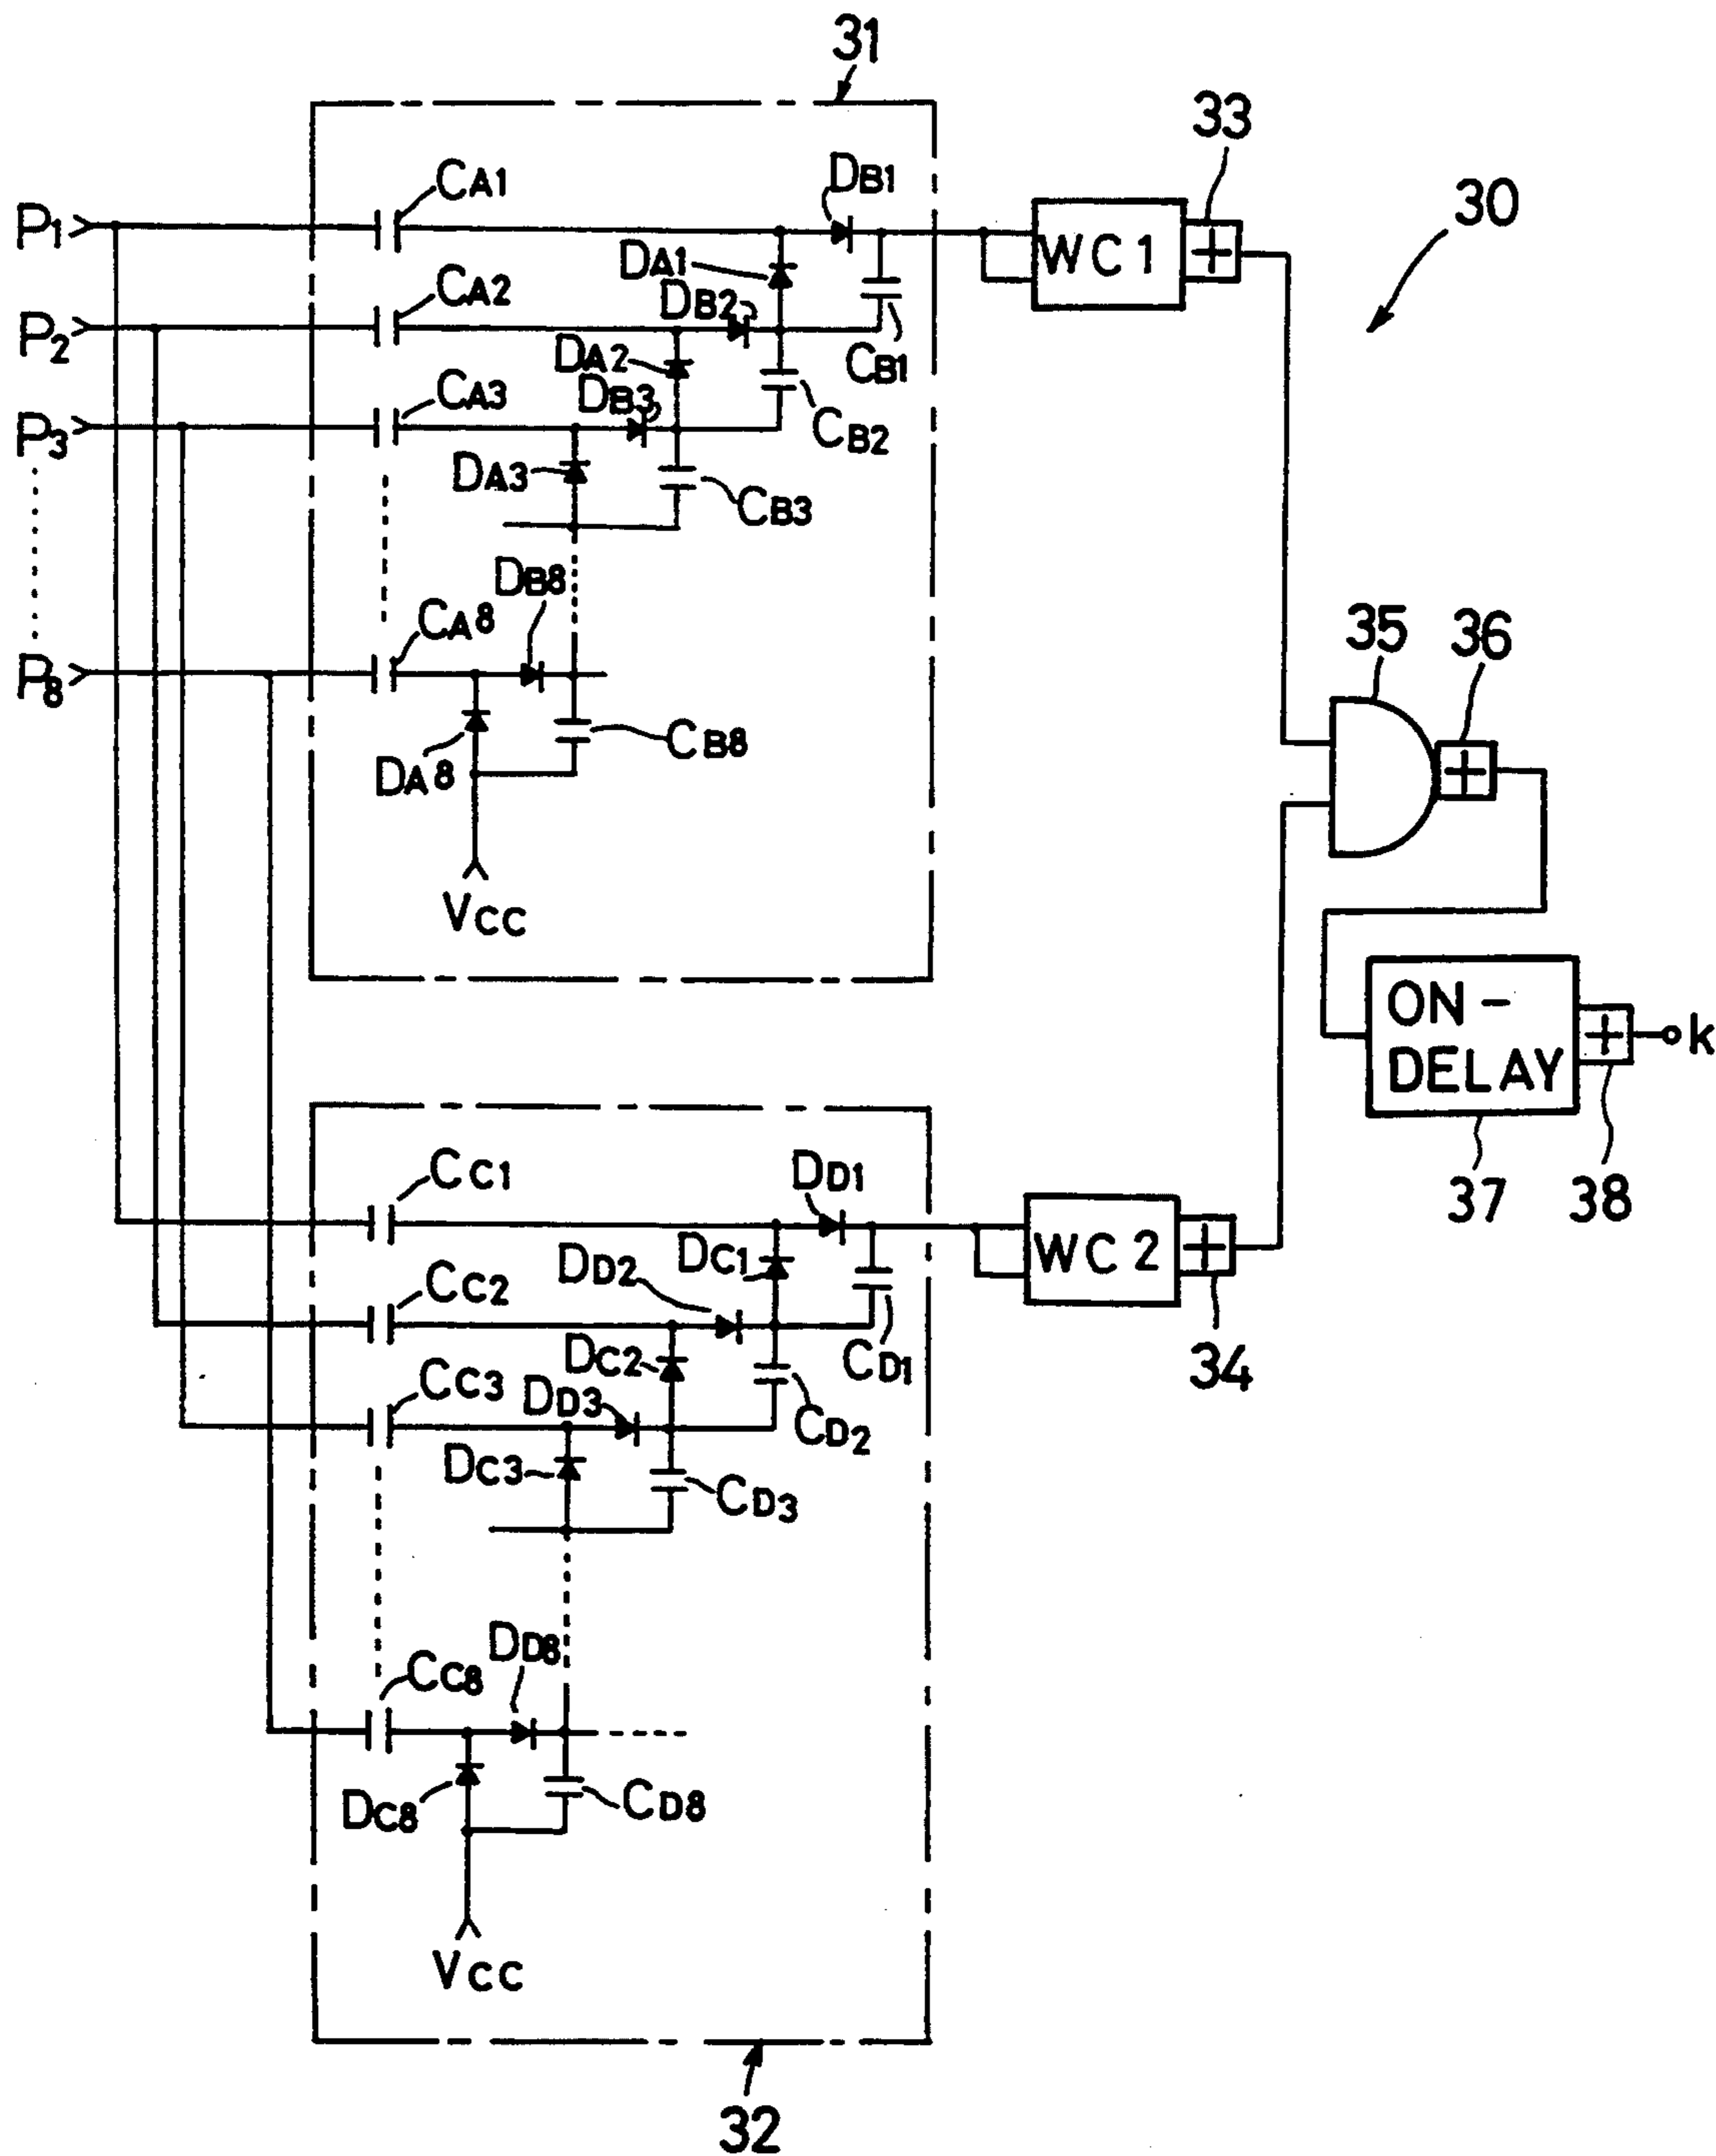 31
33
30
P1
CA1
DB1
WC1
DA1
CA2
DB2
P2
CB1
DA2
CA3
DB3
P3
CB2
DA3
CB3
DB8
CA8
P8
35
36
CB8
DA8
Vcc
ON-
DELAY
k
37
38
CC1
DD1
WC2
DC1
DD2
CC2
CD1
DC2
34
CC3
DD3
CD2
DC3
CD3
DD8
CC8
CD8
DC8
Vcc
32